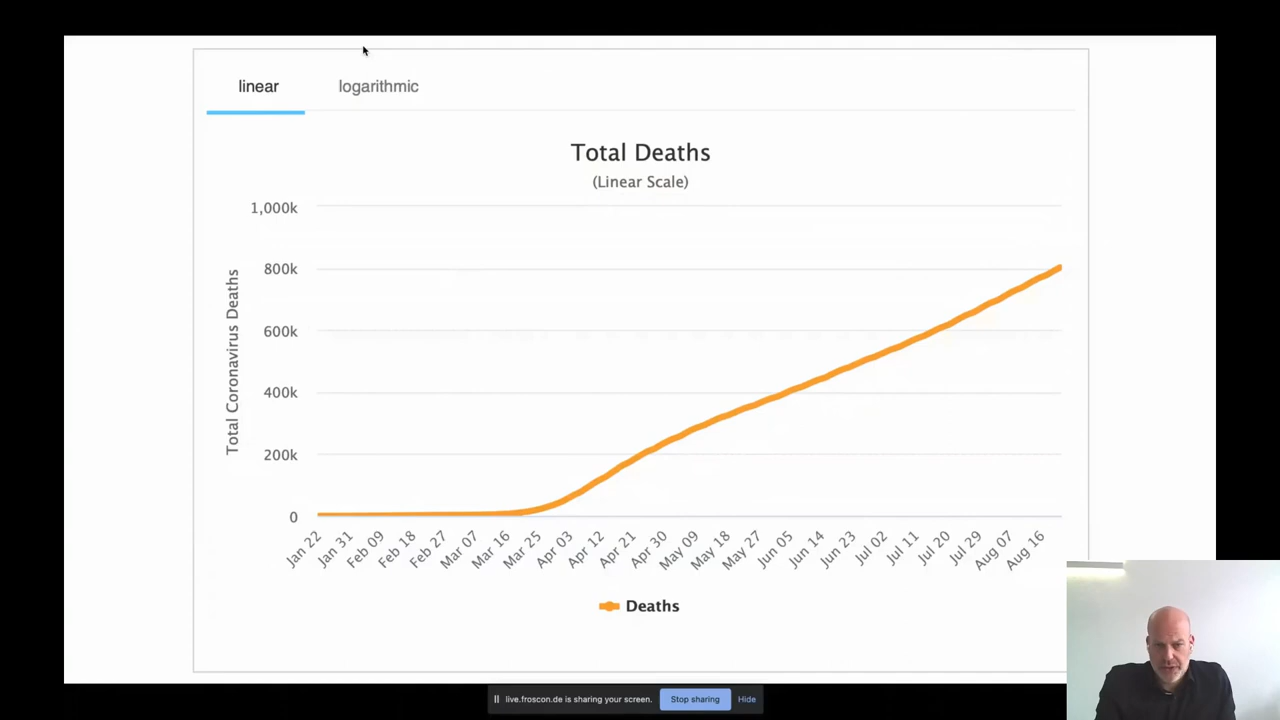 linear
logarithmic
Total Deaths
(Linear Scale)
Total Coronavirus Deaths
1,000k
800k
600k
400k
200k
0
Jan 22
Jan 31
Feb 09
Feb 18
Feb 27
Mar 07
Mar 16
Mar 25
Apr 03
Apr 12
Apr 21
Apr 30
May 09
May 18
May 27
Jun 05
Jun 14
Jun 23
Jul 02
Jul 11
Jul 20
Jul 29
Aug 07
Aug 16
Deaths
live.froscon.de is sharing your screen.
Stop sharing
Hide